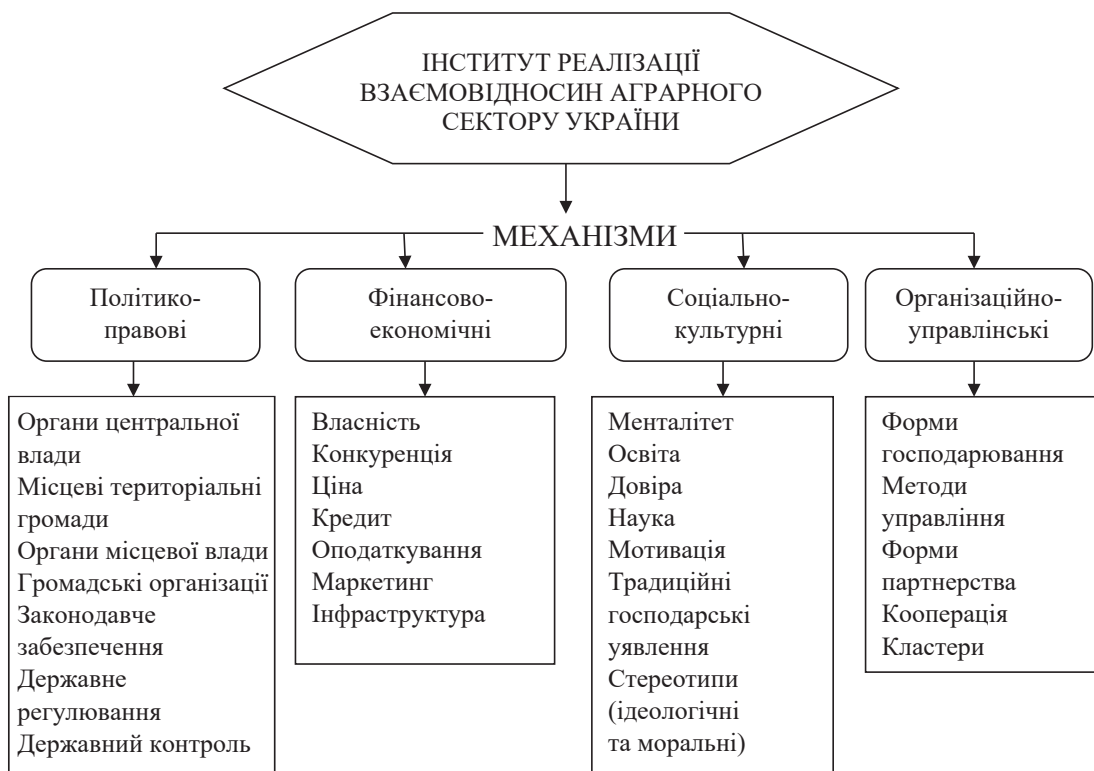 ІНСТИТУТ РЕАЛІЗАЦІЇ
ВЗАЄМОВІДНОСИН АГРАРНОГО
СЕКТОРУ УКРАЇНИ
МЕХАНІЗМИ
Політико-
правові
Фінансово-
економічні
Соціально-
культурні
Організаційно-
управлінські
Органи центральної
влади
Місцеві територіальні
громади
Органи місцевої влади
Громадські організації
Законодавче
забезпечення
Державне
регулювання
Державний контроль
Власність
Конкуренція
Ціна
Кредит
Оподаткування
Маркетинг
Інфраструктура
Менталітет
Освіта
Довіра
Наука
Мотивація
Традиційні
господарські
уявлення
Стереотипи
(ідеологічні
та моральні)
Форми
господарювання
Методи
управління
Форми
партнерства
Кооперація
Кластери